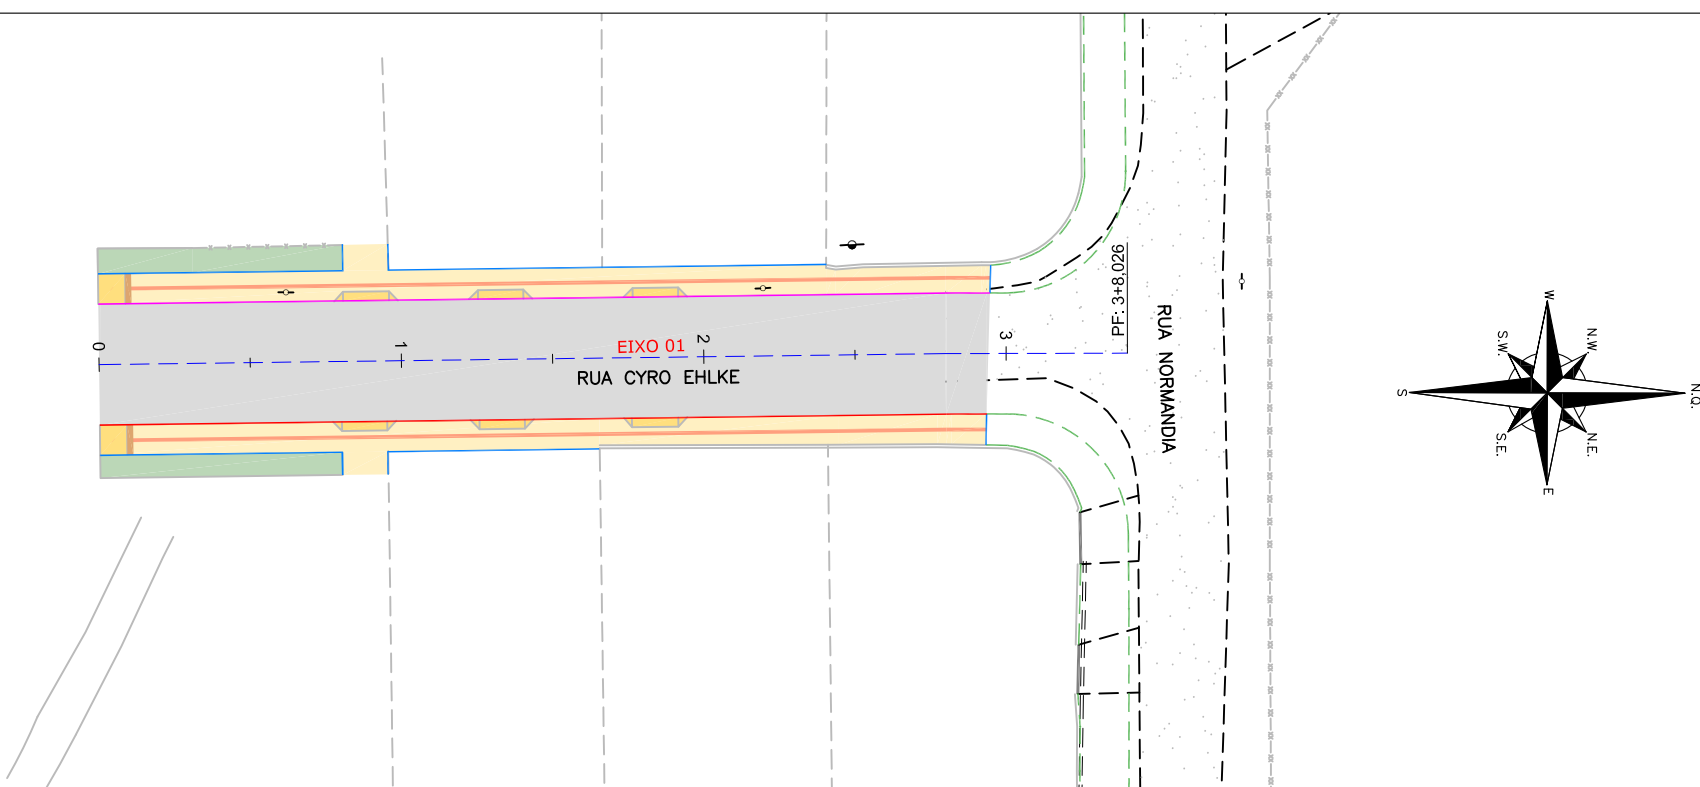 EIXO 01
RUA CYRO EHLKE
0
1
2
3
PF: 3+8,026
RUA NORMANDIA
W
N.W.
N.Q.
N.E.
E
S.E.
S
S.W.